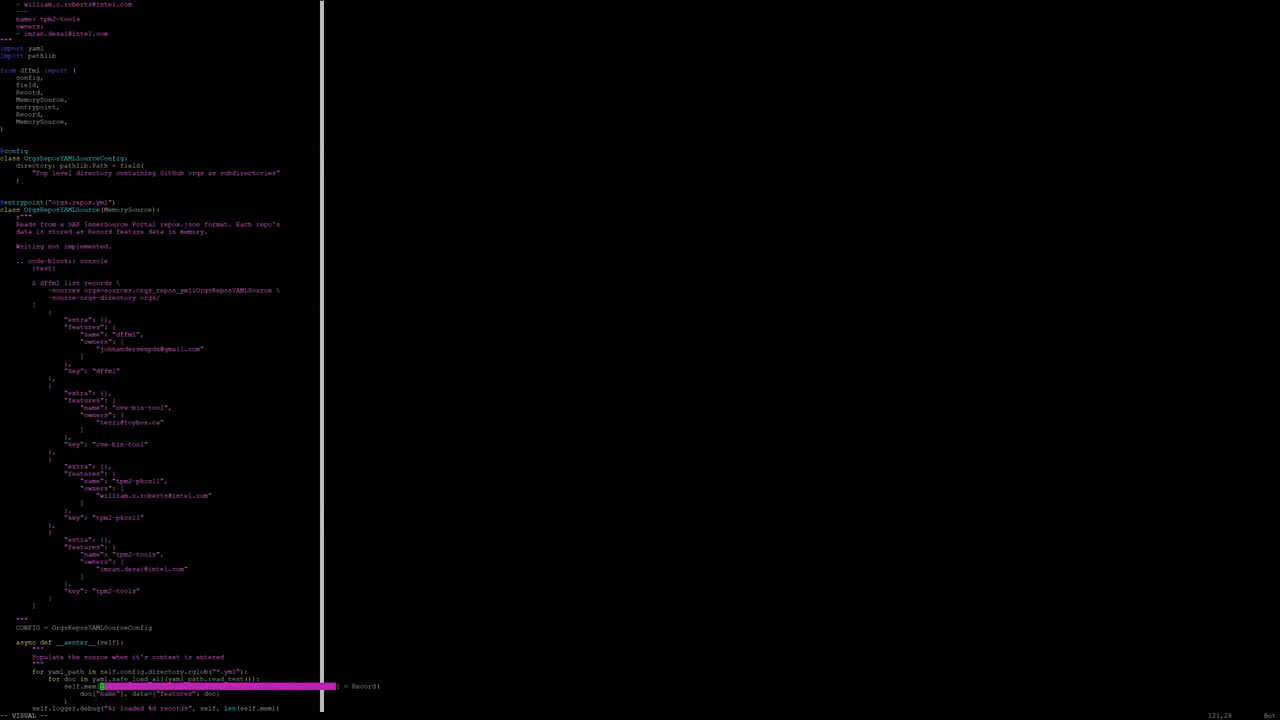 - william.c.roberts@intel.com
---
name: tpm2-tools
owners:
- imran.desai@intel.com
"""
import yaml
import pathlib
from dffml import (
config,
field,
Record,
MemorySource,
entrypoint,
Record,
MemorySource,
)
@config
class OrgsReposYAMLSourceConfig:
directory: pathlib.Path = field(
"Top level directory containing GitHub orgs as subdirectories"
)
@entrypoint("orgs.repos.yml")
class OrgsReposYAMLSource(MemorySource):
r"""
Reads from a SAP InnerSource Portal repos.json format. Each repo's
data is stored as Record feature data in memory.
Writing not implemented.
.. code-block:: console
:test:
$ dffml list records \
-sources orgs=sources.orgs_repos_yml:OrgsReposYAMLSource \
-source-orgs-directory orgs/
[
{
"extra": {},
"features": {
"name": "dffml",
"owners": [
"johnandersenpdx@gmail.com"
]
},
"key": "dffml"
},
{
"extra": {},
"features": {
"name": "cve-bin-tool",
"owners": [
"terri@toybox.ca"
]
},
"key": "cve-bin-tool"
},
{
"extra": {},
"features": {
"name": "tpm2-pkcs11",
"owners": [
"william.c.roberts@intel.com"
]
},
"key": "tpm2-pkcs11"
},
{
"extra": {},
"features": {
"name": "tpm2-tools",
"owners": [
"imran.desai@intel.com"
]
},
"key": "tpm2-tools"
}
]
"""
CONFIG = OrgsReposYAMLSourceConfig
async def __aenter__(self):
"""
Populate the source when it's content is entered
"""
for yaml_path in self.config.directory.rglob("*.yml"):
for doc in yaml.safe_load_all(yaml_path.read_text()):
self.mem[ ] = Record(
doc["name"], data={"features": doc}
)
self.logger.debug("%r loaded %d records", self, len(self.mem))
-- VISUAL -- 121,26 Bot